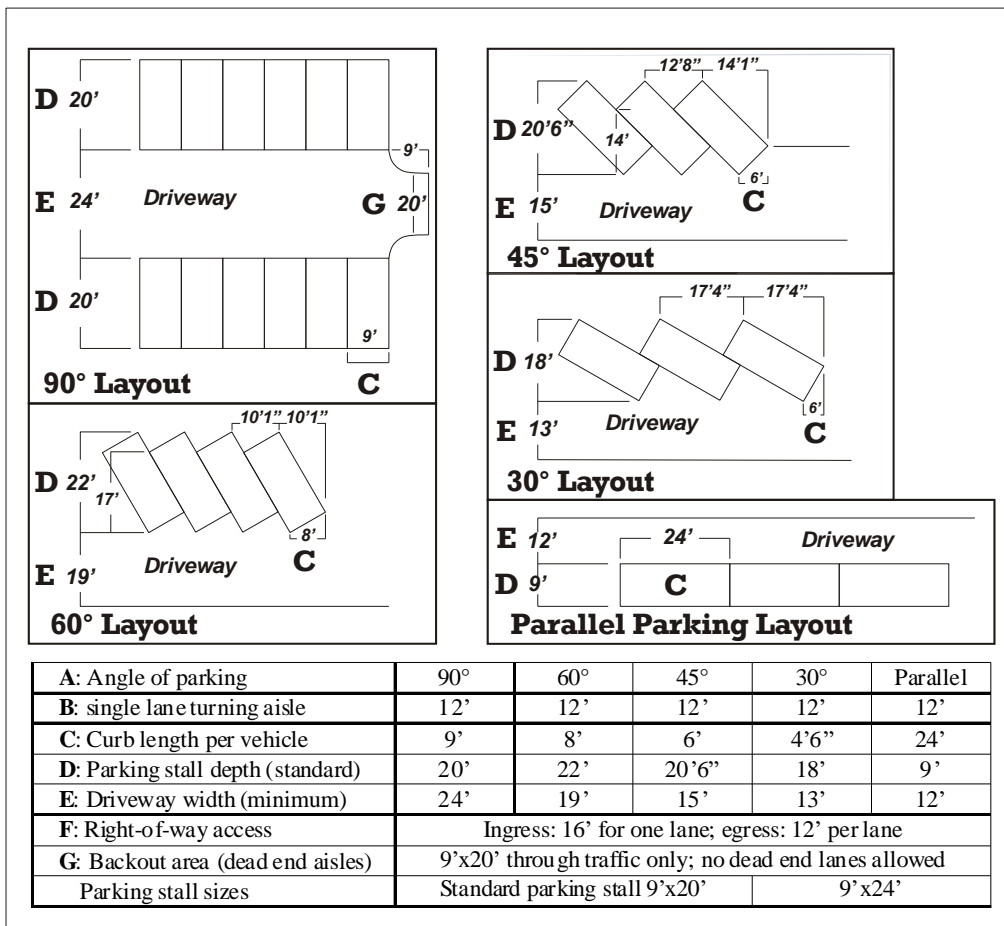 D 20’
9’
E 24’ Driveway G 20’
D 20’
9’
90° Layout C
10’1” 10’1”
D 22’
17’
8’
Driveway C
E 19’
60° Layout
12’8” 14’1”
D 20’6”
14’
6’
E 15’ Driveway C
45° Layout
17’4” 17’4”
D 18’
6’
E 13’ Driveway C
30° Layout
E 12’ 24’ Driveway
D 9’ C
Parallel Parking Layout
A: Angle of parking 90° 60° 45° 30° Parallel
B: single lane turning aisle 12’ 12’ 12’ 12’ 12’
C: Curb length per vehicle 9’ 8’ 6’ 4’6” 24’
D: Parking stall depth (standard) 20’ 22’ 20’6” 18’ 9’
E: Driveway width (minimum) 24’ 19’ 15’ 13’ 12’
F: Right-of-way access Ingress: 16’ for one lane; egress: 12’ per lane
G: Backout area (dead end aisles) 9’x20’ through traffic only; no dead end lanes allowed
Parking stall sizes Standard parking stall 9’x20’ 9’x24’